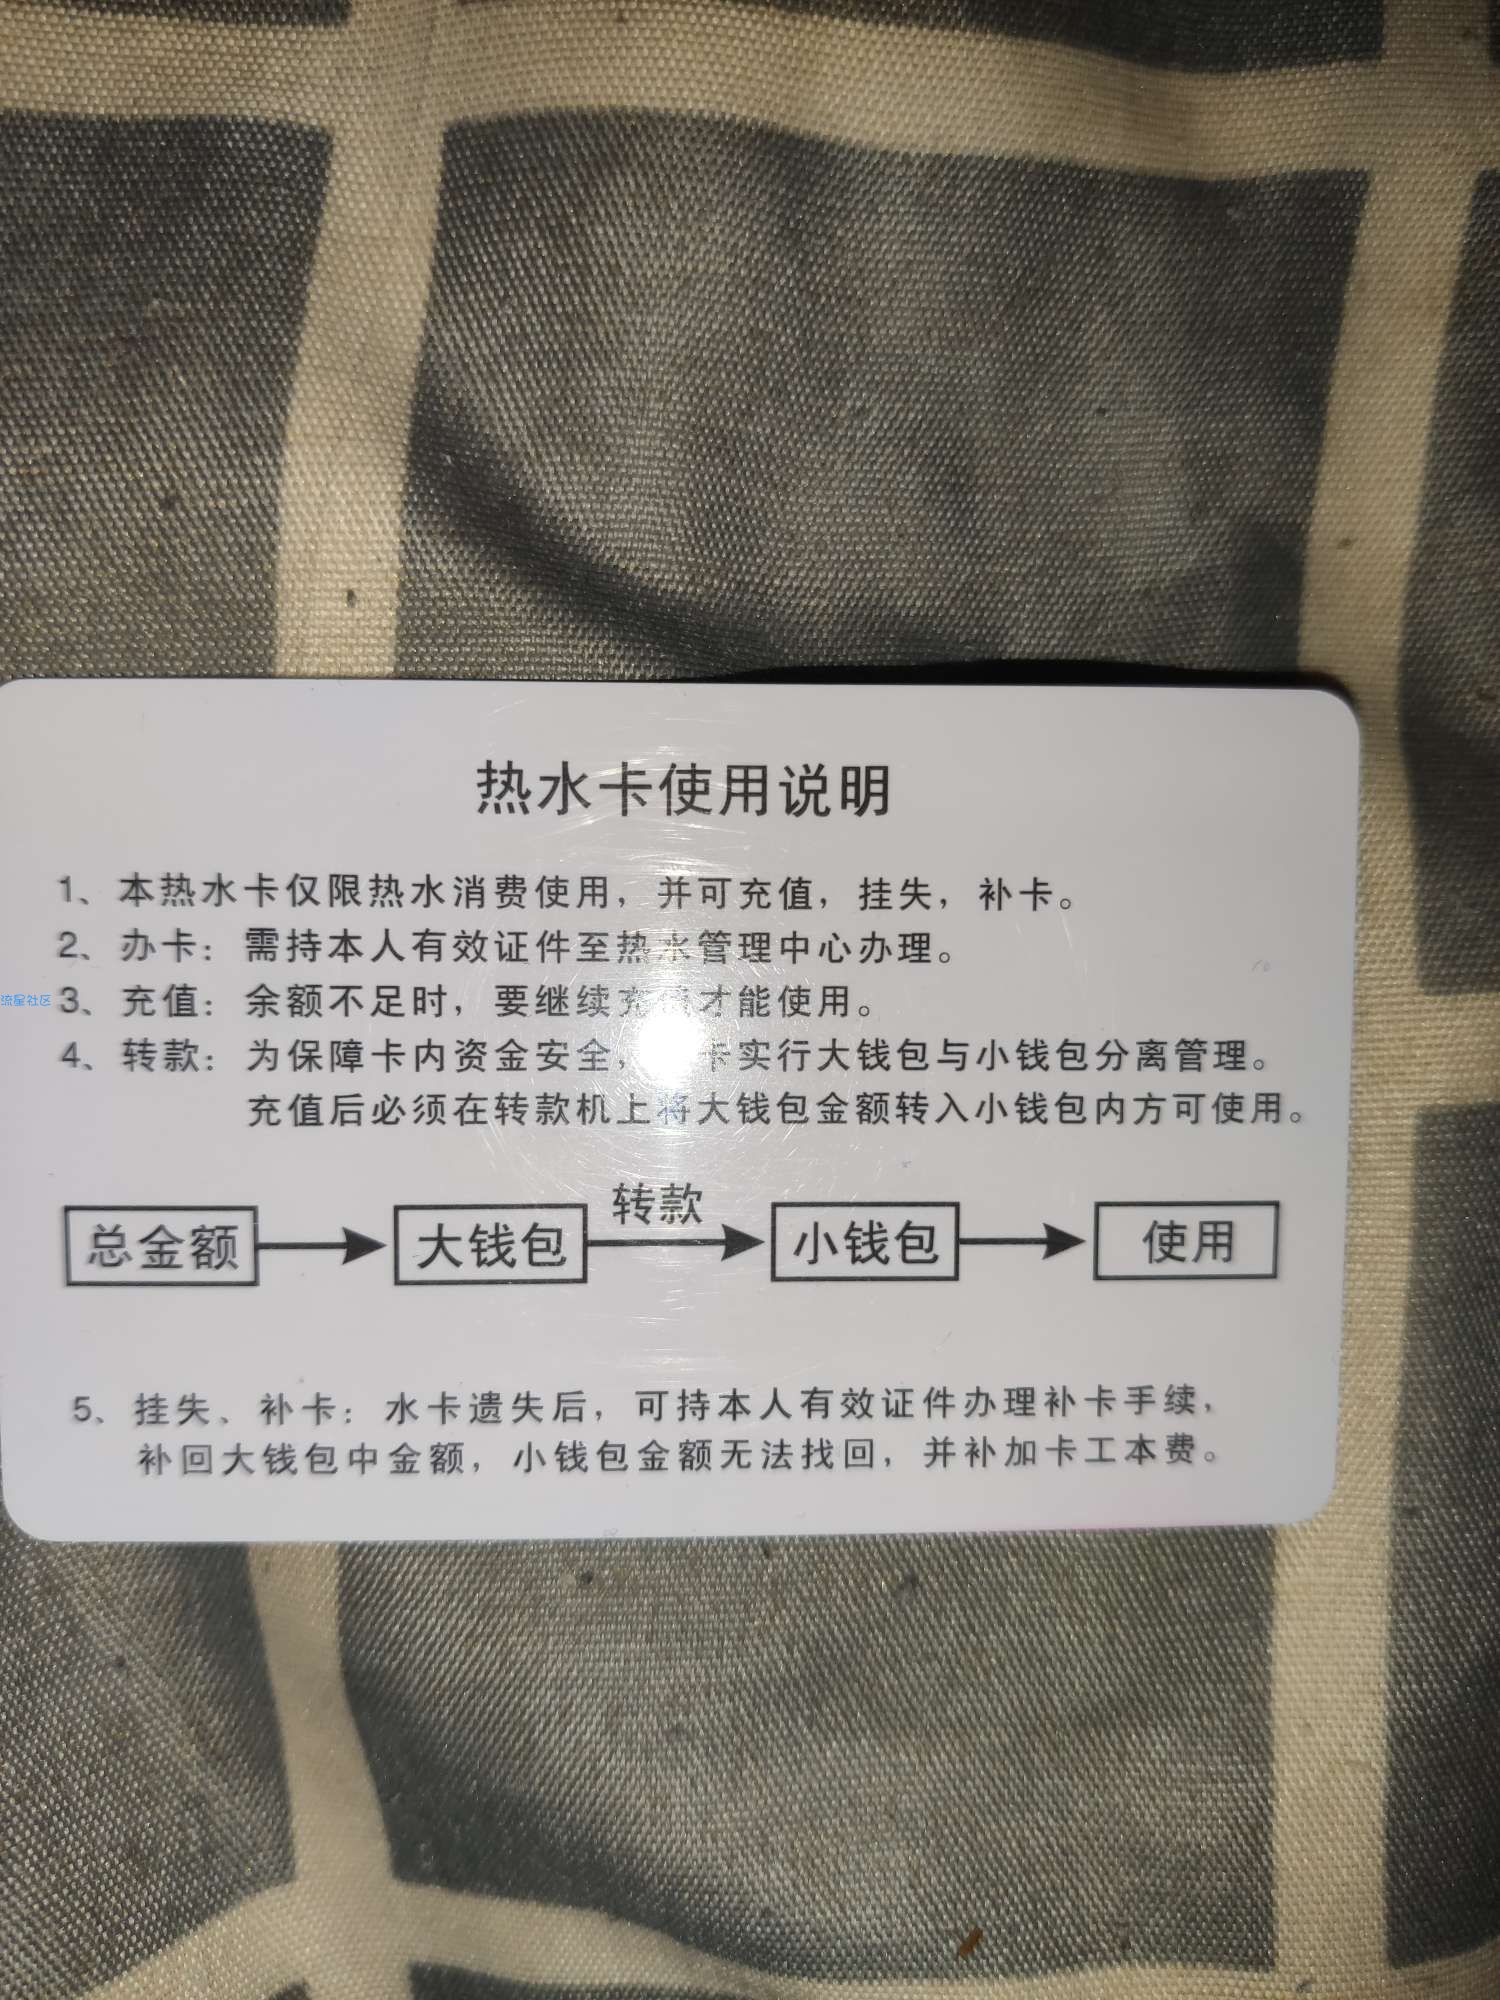 热水卡使用说明
1、本热水卡仅限热水消费使用，并可充值，挂失，补卡。
2、办卡：需持本人有效证件至热水管理中心办理。
流星社区
3、充值：余额不足时，要继续充值才能使用。
4、转款：为保障卡内资金安全，卡实行大钱包与小钱包分离管理。
充值后必须在转款机上将大钱包金额转入小钱包内方可使用。
转款
总金额 大钱包 小钱包 使用
5、挂失、补卡：水卡遗失后，可持本人有效证件办理补卡手续，
补回大钱包中金额，小钱包金额无法找回，并补加卡工本费。